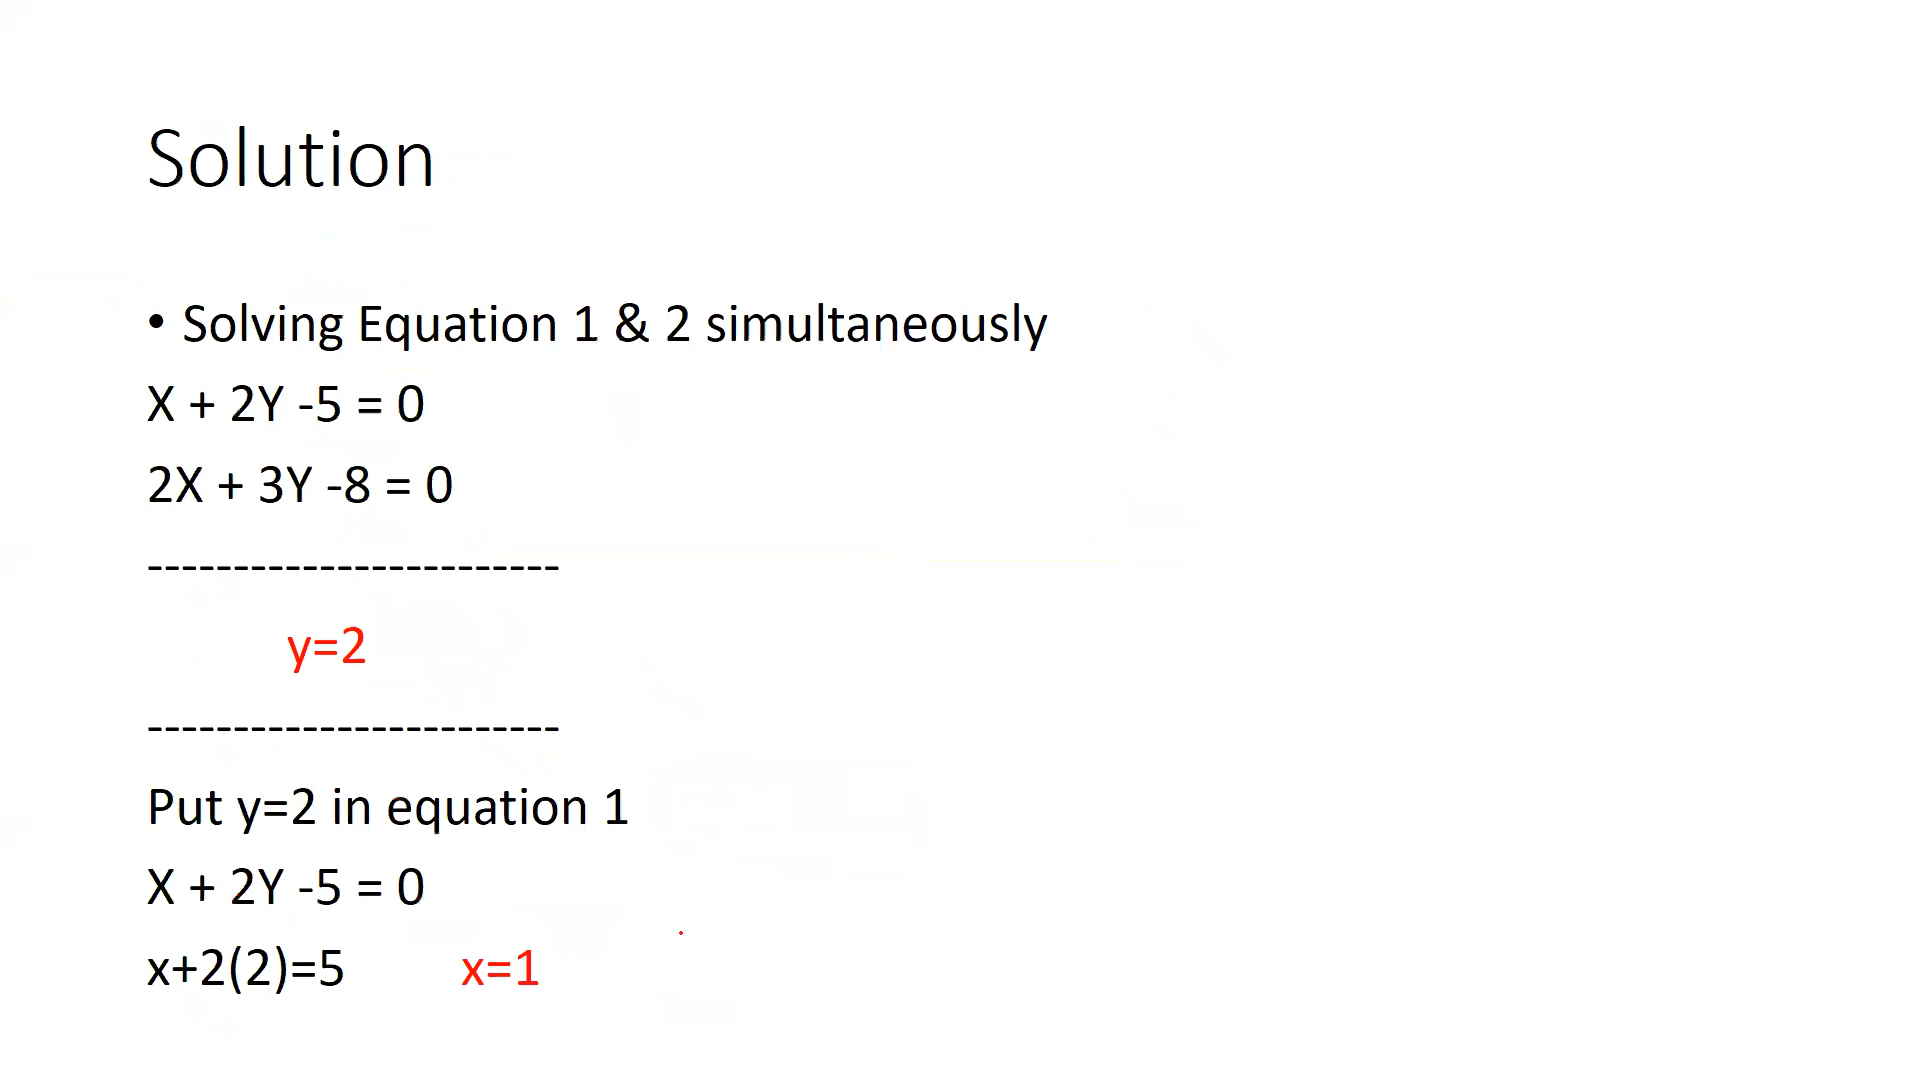 Solution
• Solving Equation 1 & 2 simultaneously
X + 2Y -5 = 0
2X + 3Y -8 = 0
------------------------
y=2
------------------------
Put y=2 in equation 1
X + 2Y -5 = 0
x+2(2)=5 x=1